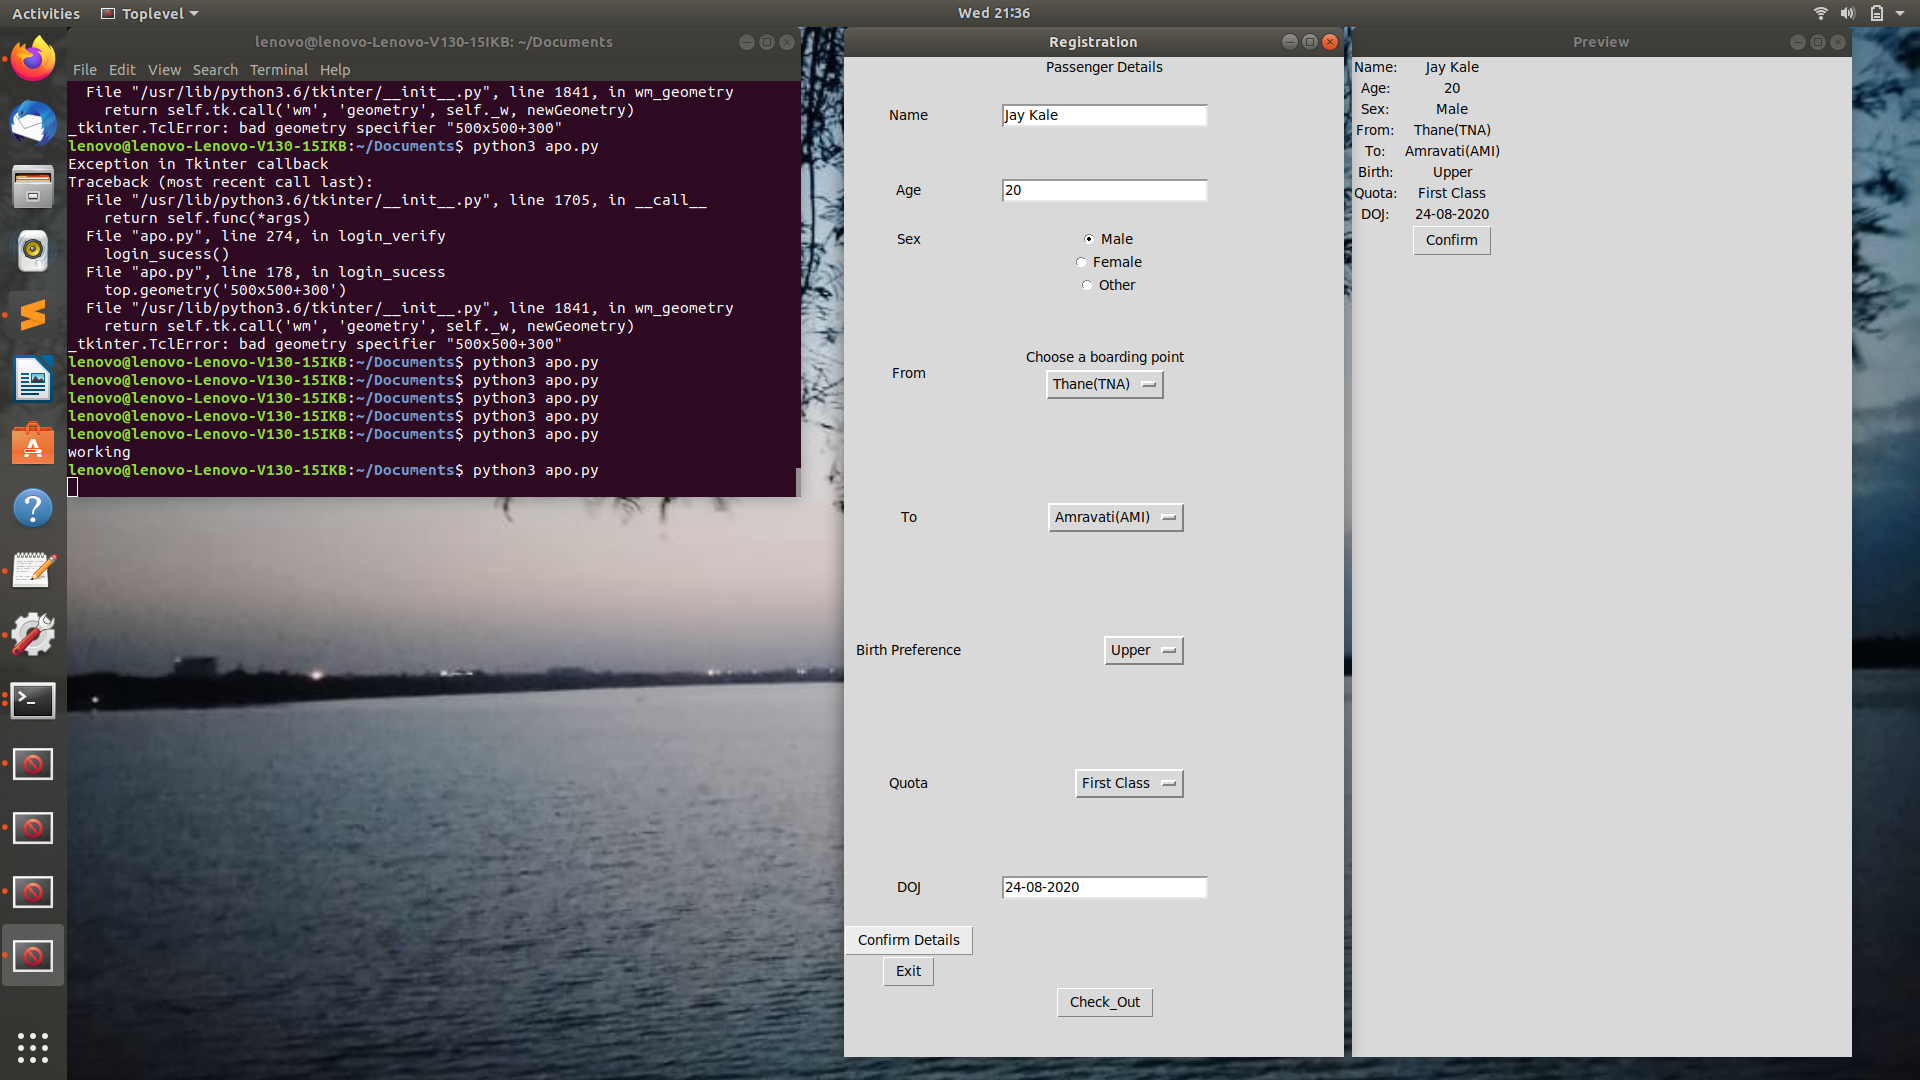 Activities
Toplevel
Wed 21:36
lenovo@lenovo-Lenovo-V130-15IKB: ~/Documents
File Edit View Search Terminal Help
File "/usr/lib/python3.6/tkinter/__init__.py", line 1841, in wm_geometry
return self.tk.call('wm', 'geometry', self._w, newGeometry)
_tkinter.TclError: bad geometry specifier "500x500+300"
lenovo@lenovo-Lenovo-V130-15IKB:~/Documents$ python3 apo.py
Exception in Tkinter callback
Traceback (most recent call last):
File "/usr/lib/python3.6/tkinter/__init__.py", line 1705, in __call__
return self.func(*args)
File "apo.py", line 274, in login_verify
login_sucess()
File "apo.py", line 178, in login_sucess
top.geometry('500x500+300')
File "/usr/lib/python3.6/tkinter/__init__.py", line 1841, in wm_geometry
return self.tk.call('wm', 'geometry', self._w, newGeometry)
_tkinter.TclError: bad geometry specifier "500x500+300"
lenovo@lenovo-Lenovo-V130-15IKB:~/Documents$ python3 apo.py
lenovo@lenovo-Lenovo-V130-15IKB:~/Documents$ python3 apo.py
lenovo@lenovo-Lenovo-V130-15IKB:~/Documents$ python3 apo.py
lenovo@lenovo-Lenovo-V130-15IKB:~/Documents$ python3 apo.py
lenovo@lenovo-Lenovo-V130-15IKB:~/Documents$ python3 apo.py
working
lenovo@lenovo-Lenovo-V130-15IKB:~/Documents$ python3 apo.py
Registration
Passenger Details
Name Jay Kale
Age 20
Sex Male
Female
Other
Choose a boarding point
From Thane(TNA)
To Amravati(AMI)
Birth Preference Upper
Quota First Class
DOJ 24-08-2020
Confirm Details
Exit
Check_Out
Preview
Name: Jay Kale
Age: 20
Sex: Male
From: Thane(TNA)
To: Amravati(AMI)
Birth: Upper
Quota: First Class
DOJ: 24-08-2020
Confirm